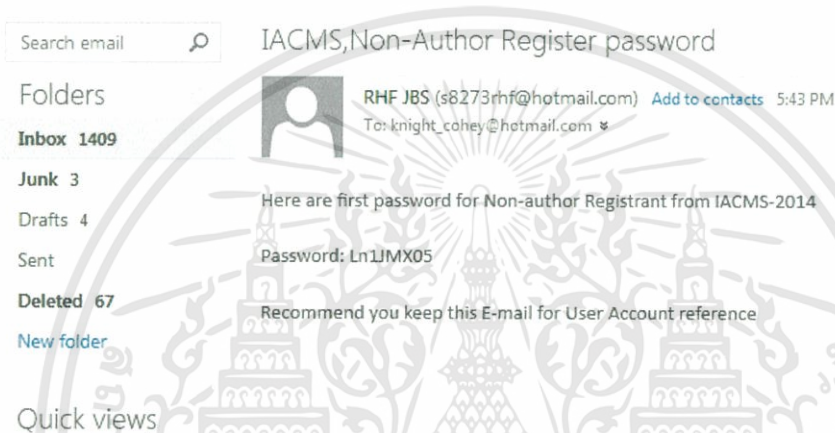 Search email
Folders
Inbox 1409
Junk 3
Drafts 4
Sent
Deleted 67
New folder
Quick views
IACMS,Non-Author Register password
RHF JBS (s8273rhf@hotmail.com) Add to contacts 5:43 PM
To: knight_cohey@hotmail.com
Here are first password for Non-author Registrant from IACMS-2014
Password: Ln1JMX05
Recommend you keep this E-mail for User Account reference